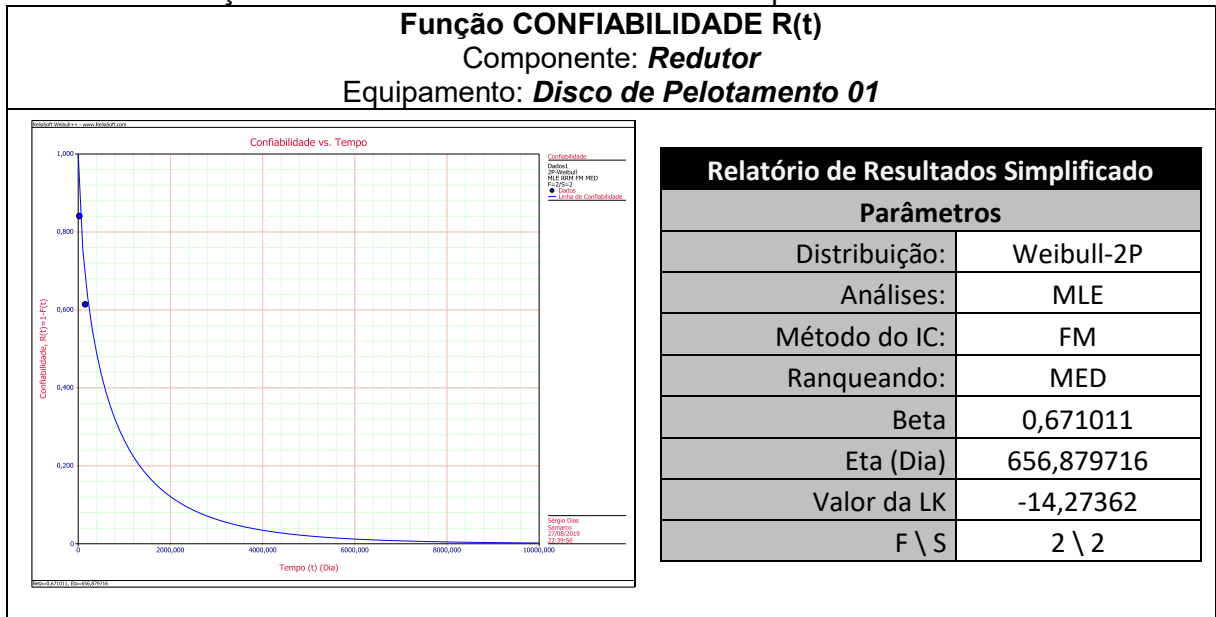 Função CONFIABILIDADE R(t)
Componente: Redutor
Equipamento: Disco de Pelotamento 01
ReliaSoft Weibull++ - www.ReliaSoft.com
Confiabilidade vs. Tempo
Confiabilidade, R(t)=1-F(t)
1,000
0,800
0,600
0,400
0,200
0
0
2000,000
4000,000
6000,000
8000,000
10000,000
Tempo (t) (Dia)
Confiabilidade
Dados1
2P-Weibull
MLE RRM FM MED
F=2/S=2
Dados
Linha de Confiabilidade
Sérgio Dias
Samarco
27/08/2019
22:39:56
Beta=0,671011, Eta=656,879716
Relatório de Resultados Simplificado
Parâmetros
Distribuição: Weibull-2P
Análises: MLE
Método do IC: FM
Ranqueando: MED
Beta 0,671011
Eta (Dia) 656,879716
Valor da LK -14,27362
F \ S 2 \ 2